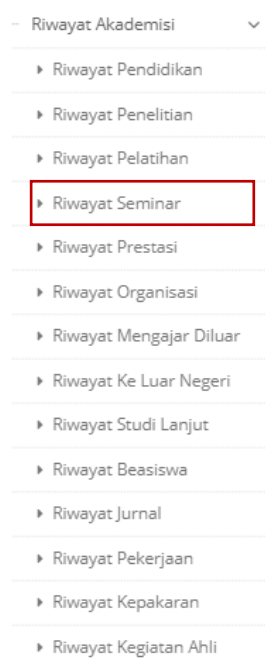 Riwayat Akademisi
Riwayat Pendidikan
Riwayat Penelitian
Riwayat Pelatihan
Riwayat Seminar
Riwayat Prestasi
Riwayat Organisasi
Riwayat Mengajar Diluar
Riwayat Ke Luar Negeri
Riwayat Studi Lanjut
Riwayat Beasiswa
Riwayat Jurnal
Riwayat Pekerjaan
Riwayat Kepakaran
Riwayat Kegiatan Ahli